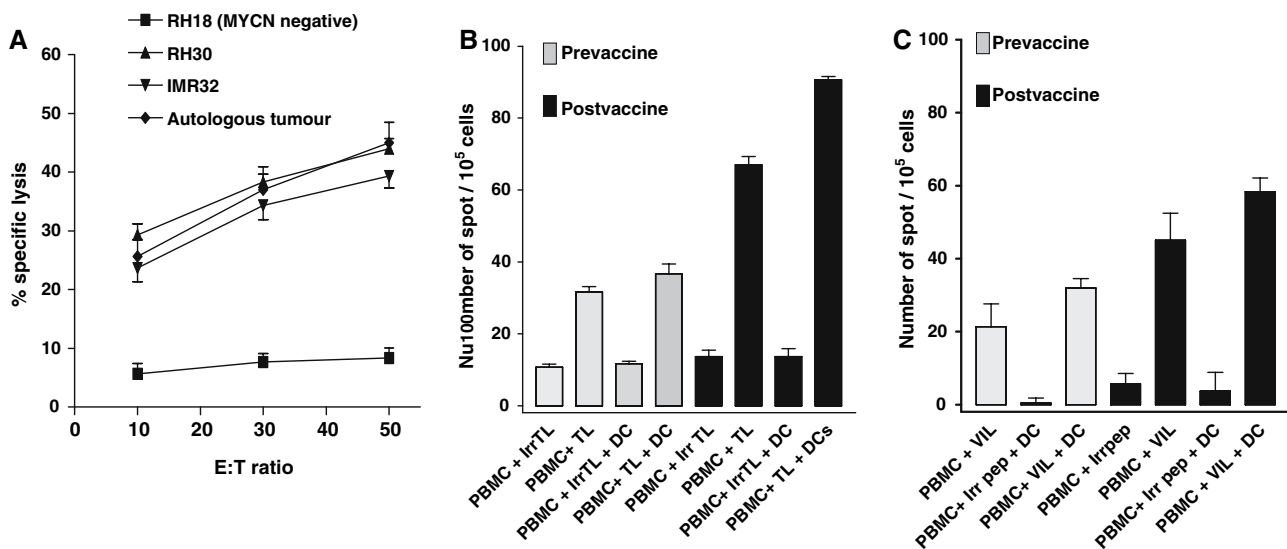 A
RH18 (MYCN negative)
RH30
IMR32
Autologous tumour
60
50
40
30
20
10
0
0 10 20 30 40 50
% specific lysis
E:T ratio
B
Prevaccine
Postvaccine
100
80
60
40
20
0
Nu100mber of spot / 10⁵ cells
PBMC + IrrTL
PBMC+ TL
PBMC + IrrTL + DC
PBMC+ TL + DC
PBMC + Irr TL
PBMC + TL
PBMC+ IrrTL + DC
PBMC+ TL + DCs
C
Prevaccine
Postvaccine
100
80
60
40
20
0
Number of spot / 10⁵ cells
PBMC + VIL
PBMC+ Irr pep + DC
PBMC+ VIL + DC
PBMC + Irrpep
PBMC + VIL
PBMC+ Irr pep + DC
PBMC + VIL + DC